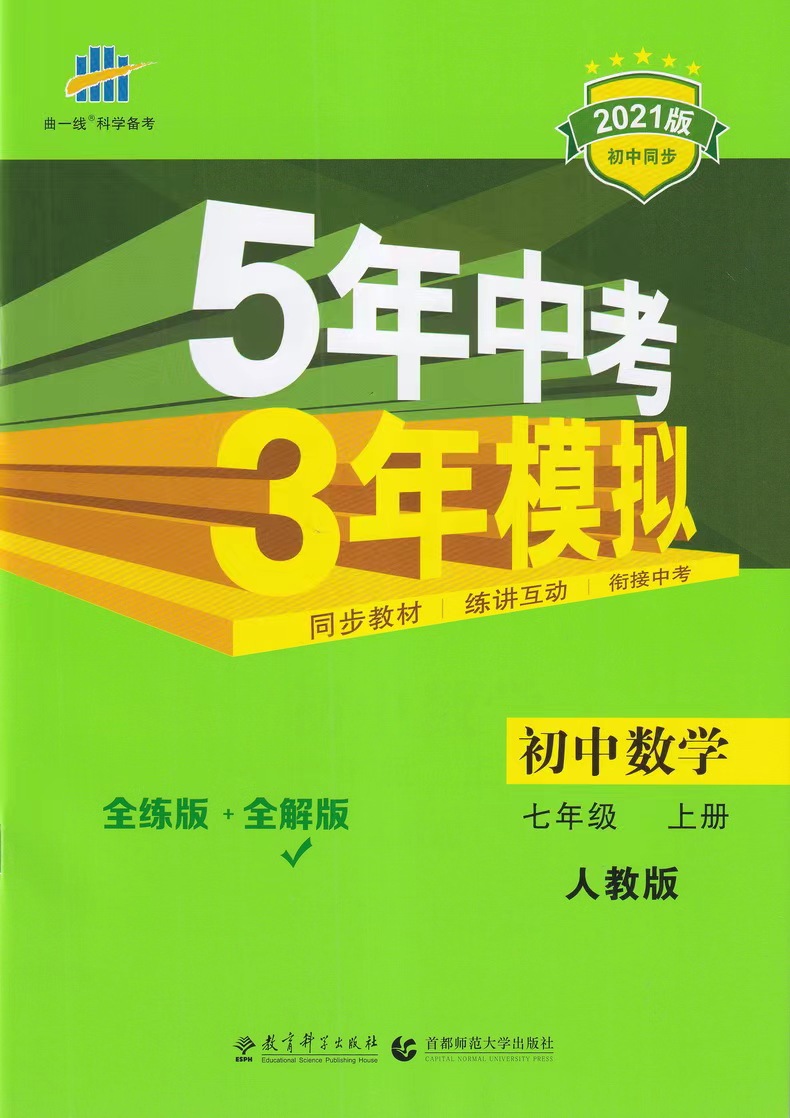 曲一线®科学备考
2021版
初中同步
5年中考
3年模拟
同步教材｜练讲互动｜衔接中考
初中数学
七年级 上册
人教版
全练版 + 全解版
教育科学出版社
ESPH Educational Science Publishing House
首都师范大学出版社
CAPITAL NORMAL UNIVERSITY PRESS